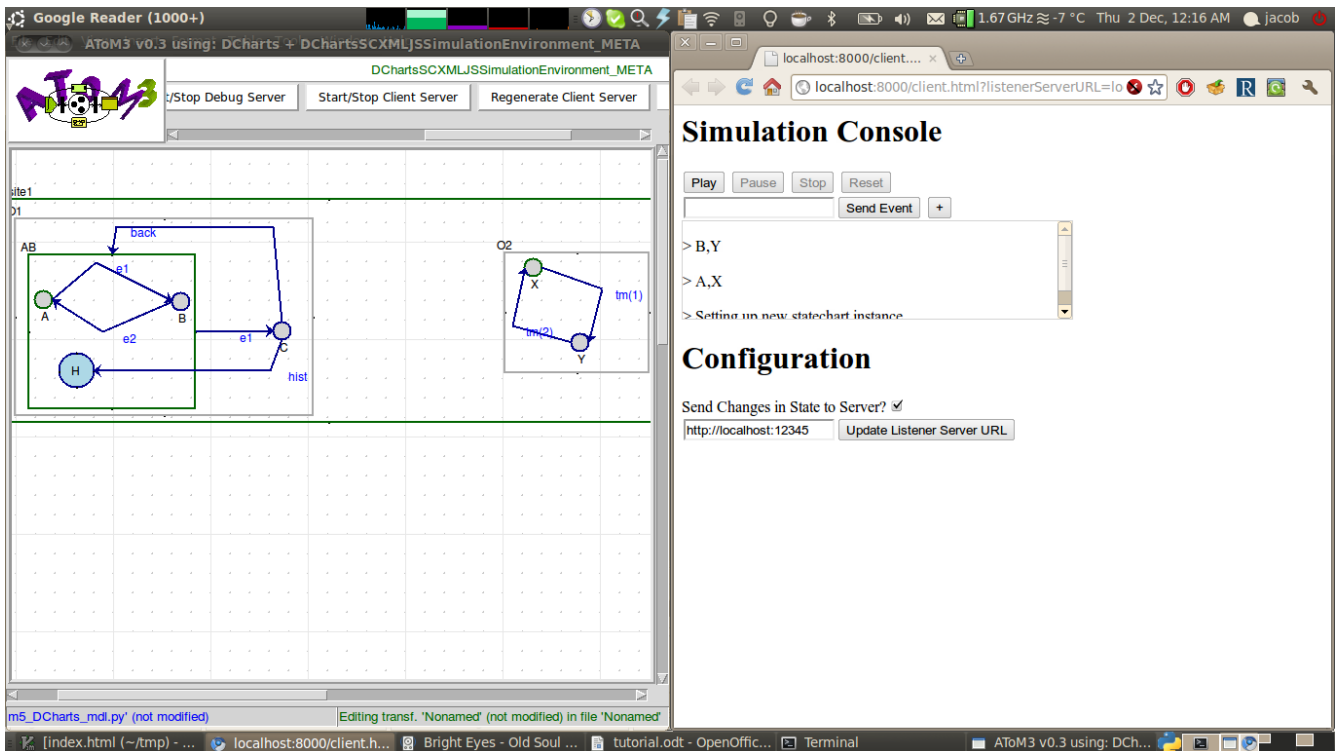 Google Reader (1000+)
1.67 GHz ≈ -7 °C Thu 2 Dec, 12:16 AM jacob
AToM3 v0.3 using: DCharts + DChartsSCXMLJSSimulationEnvironment_META
DChartsSCXMLJSSimulationEnvironment_META
:/Stop Debug Server Start/Stop Client Server Regenerate Client Server
site1
O1
back
AB
e1
A
B
e2
e1
C
H
hist
O2
X
tm(1)
tm(2)
Y
m5_DCharts_mdl.py' (not modified)
Editing transf. 'Nonamed' (not modified) in file 'Nonamed'
localhost:8000/client....
localhost:8000/client.html?listenerServerURL=lo
Simulation Console
Play Pause Stop Reset
Send Event +
> B,Y
> A,X
> Setting up new statechart instance
Configuration
Send Changes in State to Server?
http://localhost:12345 Update Listener Server URL
[index.html (~/tmp) - ... localhost:8000/client.h... Bright Eyes - Old Soul ... tutorial.odt - OpenOffic... Terminal AToM3 v0.3 using: DCh...